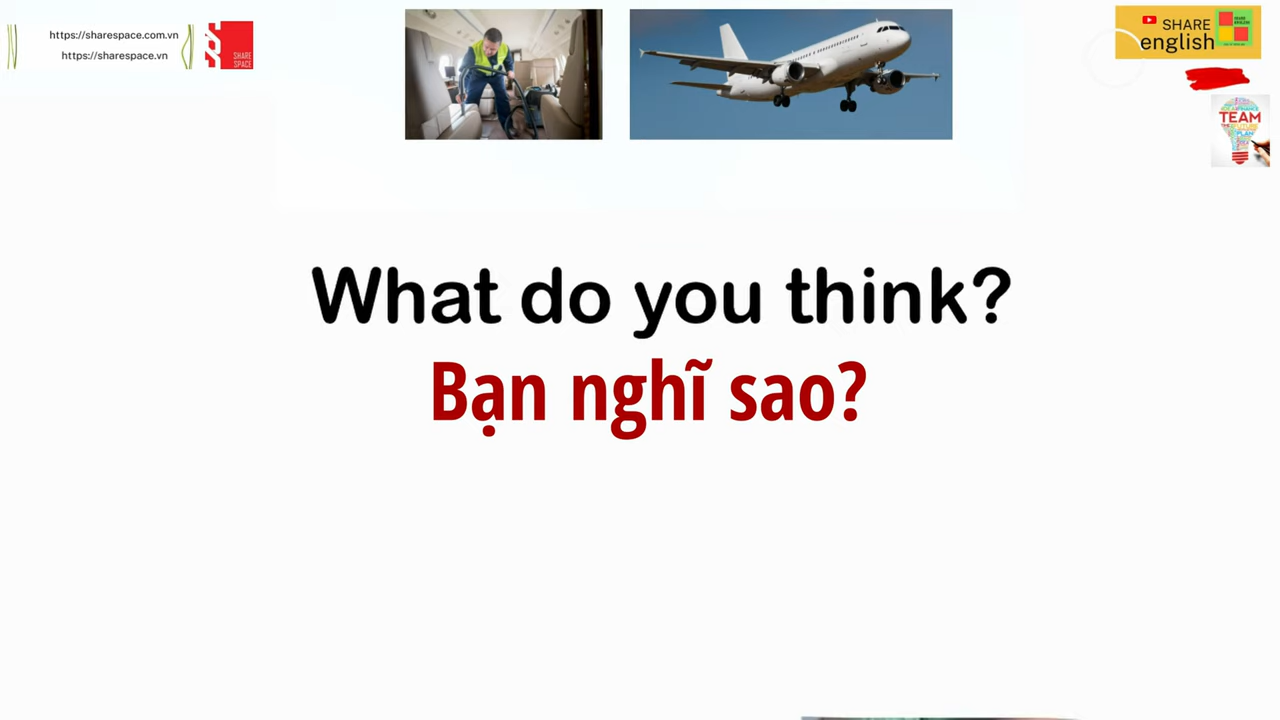 https://sharespace.com.vn
https://sharespace.vn
SHARE
SPACE
SHARE
english
TEAM
PLAN
What do you think?
Bạn nghĩ sao?